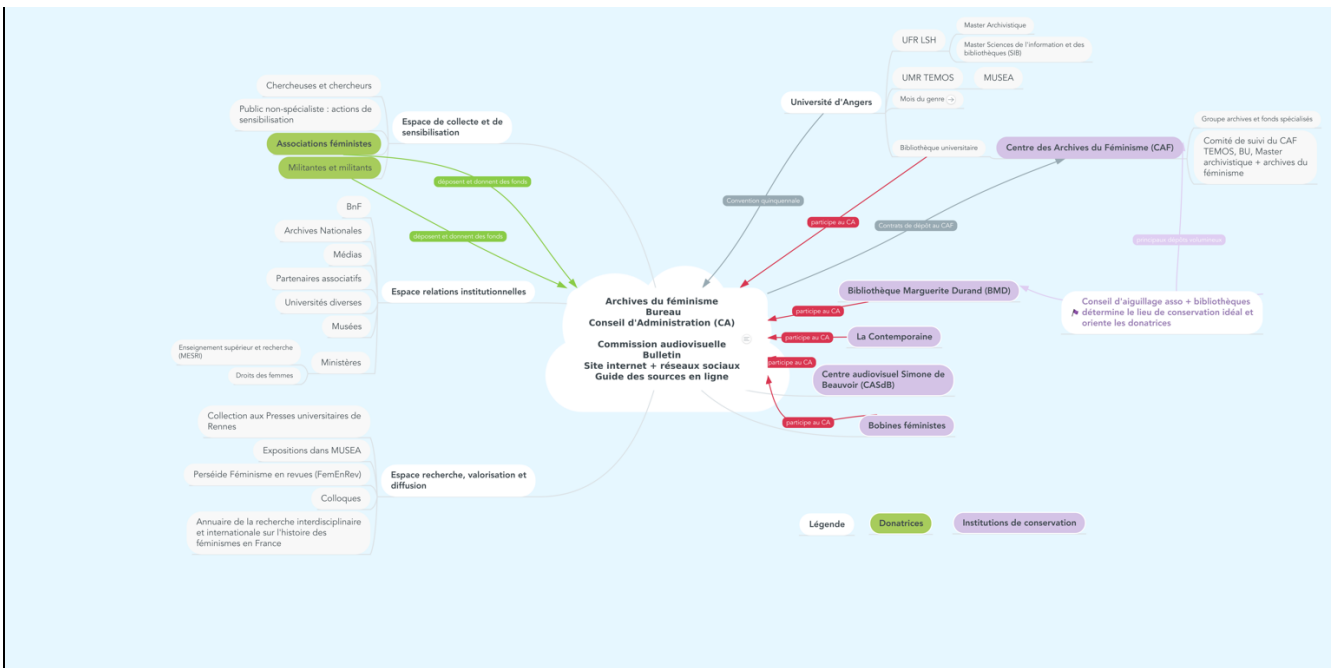 Chercheuses et chercheurs
Public non-spécialiste : actions de
sensibilisation
Associations féministes
Militantes et militants
Espace de collecte et de
sensibilisation
déposent et donnent des fonds
déposent et donnent des fonds
BnF
Archives Nationales
Médias
Partenaires associatifs
Universités diverses
Musées
Enseignement supérieur et recherche
(MESRI)
Droits des femmes
Ministères
Espace relations institutionnelles
Collection aux Presses universitaires de
Rennes
Expositions dans MUSEA
Perséide Féminisme en revues (FemEnRev)
Colloques
Annuaire de la recherche interdisciplinaire
et internationale sur l'histoire des
féminismes en France
Espace recherche, valorisation et
diffusion
Archives du féminisme
Bureau
Conseil d'Administration (CA)
Commission audiovisuelle
Bulletin
Site internet + réseaux sociaux
Guide des sources en ligne
Université d'Angers
UFR LSH
Master Archivistique
Master Sciences de l'information et des
bibliothèques (SIB)
UMR TEMOS
MUSEA
Mois du genre
Bibliothèque universitaire
Centre des Archives du Féminisme (CAF)
Groupe archives et fonds spécialisés
Comité de suivi du CAF
TEMOS, BU, Master
archivistique + archives du
féminisme
Convention quinquennale
participe au CA
Contrats de dépôt au CAF
principaux dépôts volumineux
Bibliothèque Marguerite Durand (BMD)
Conseil d'aiguillage asso + bibliothèques
détermine le lieu de conservation idéal et
oriente les donatrices
participe au CA
participe au CA
La Contemporaine
participe au CA
Centre audiovisuel Simone de
Beauvoir (CASdB)
participe au CA
Bobines féministes
Légende
Donatrices
Institutions de conservation